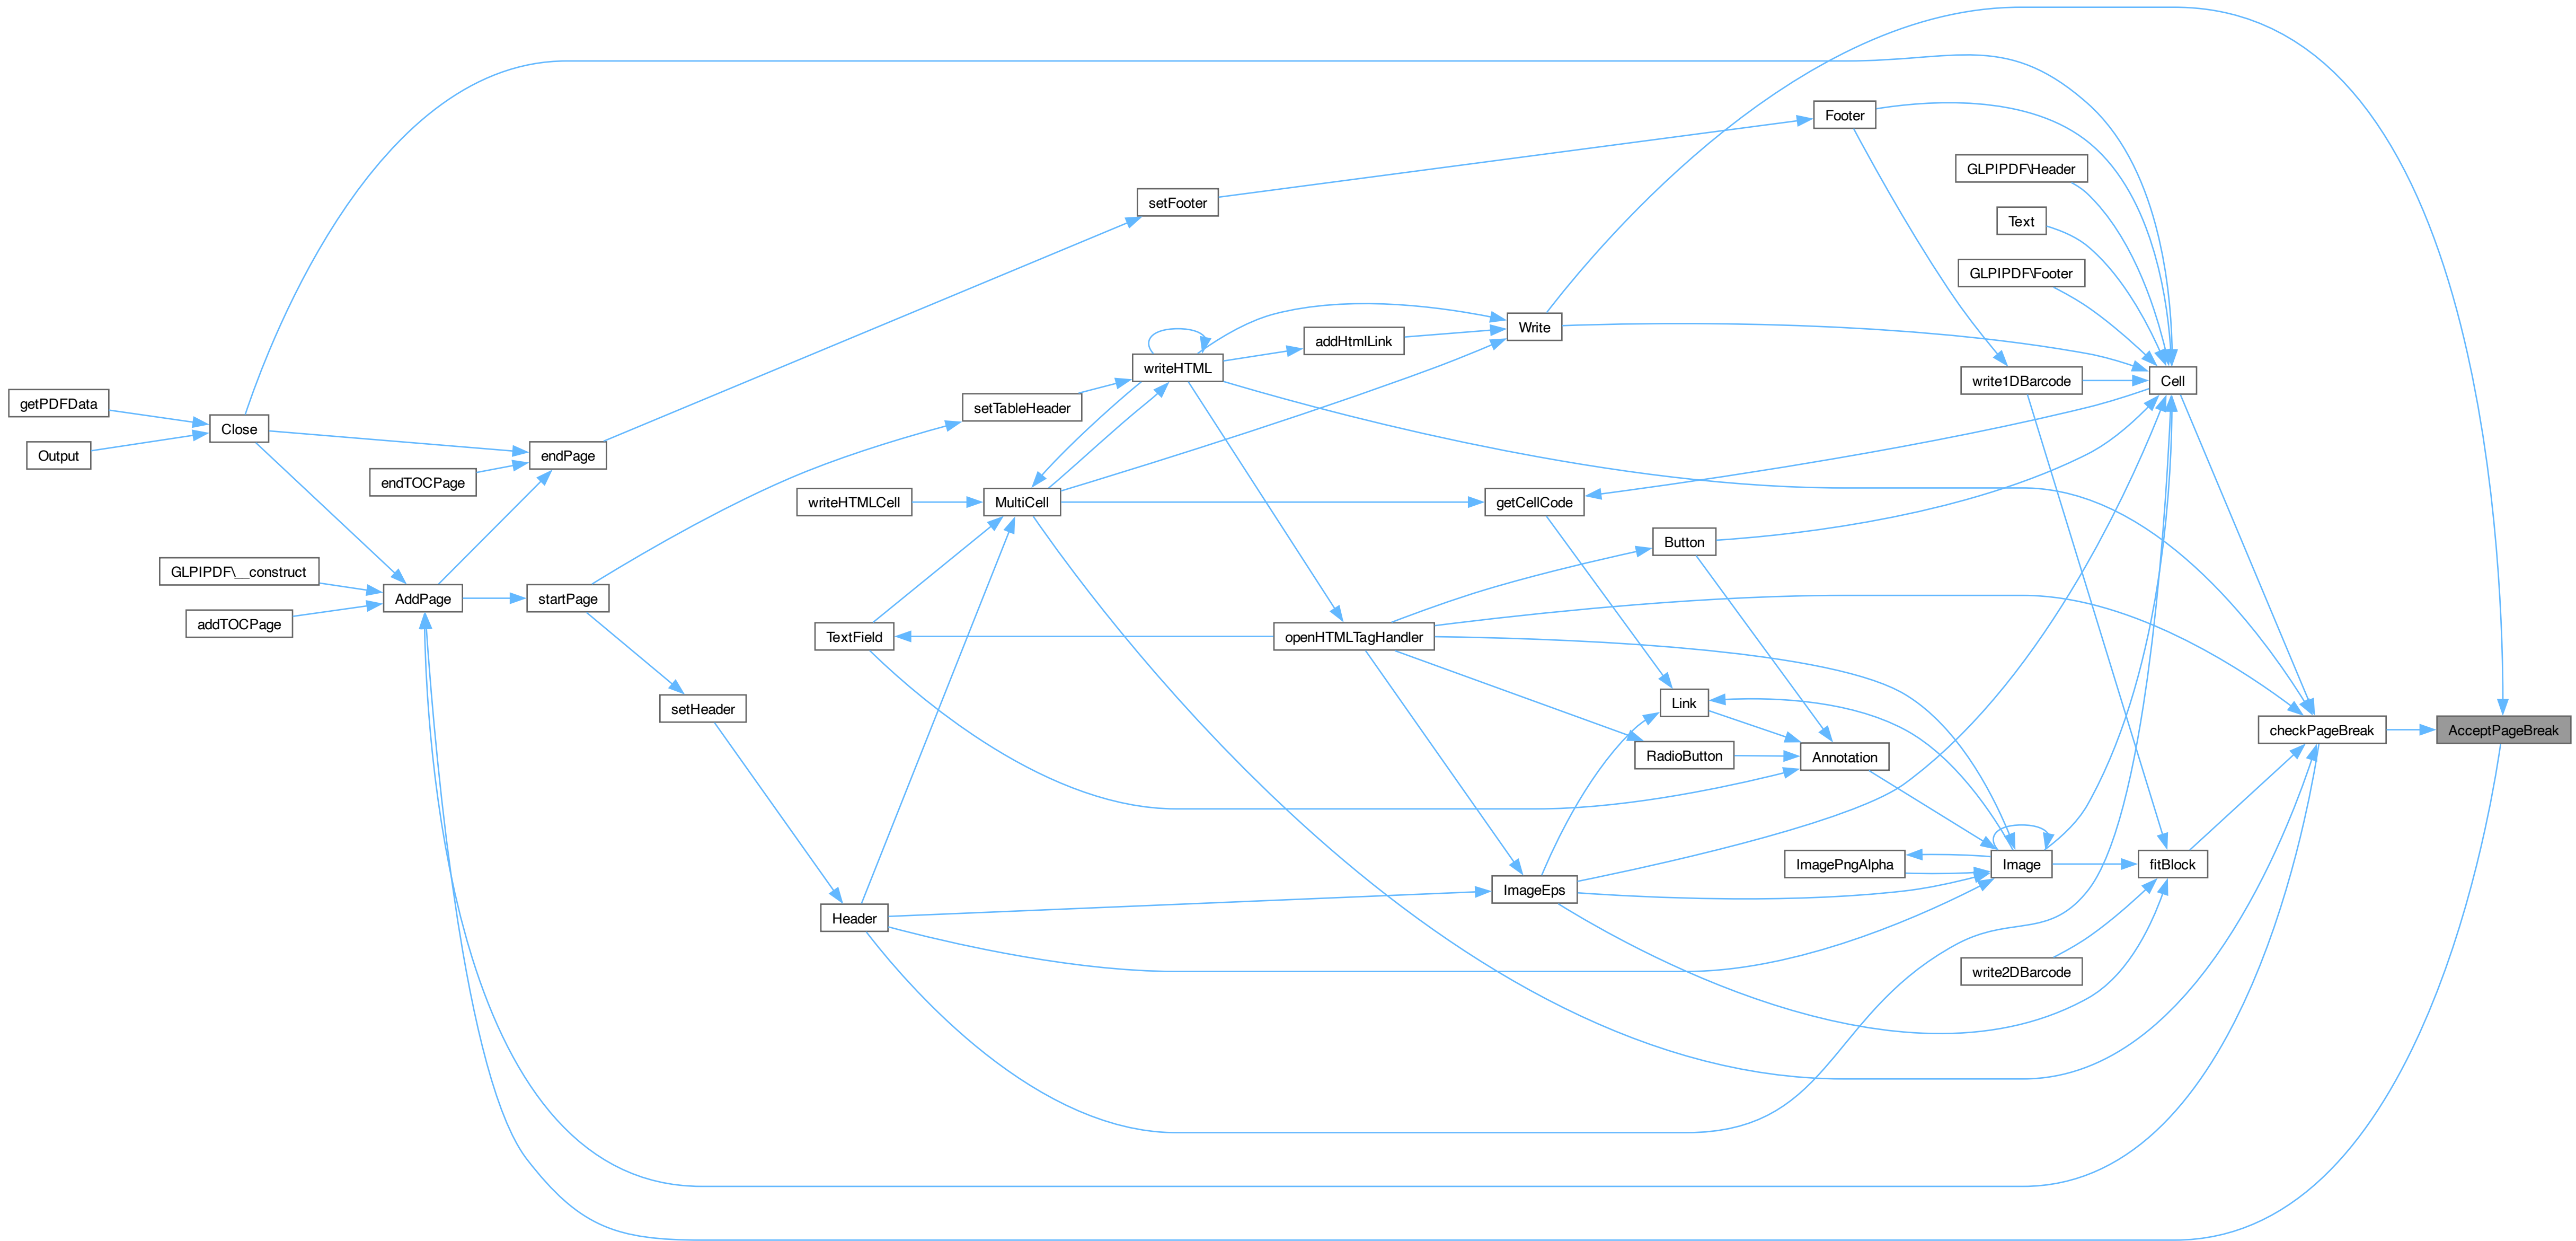 Footer
GLPIPDF\Header
setFooter
Text
GLPIPDF\Footer
Write
addHtmlLink
writeHTML
write1DBarcode
Cell
getPDFData
setTableHeader
Close
Output
endPage
endTOCPage
writeHTMLCell
MultiCell
getCellCode
Button
GLPIPDF\__construct
AddPage
startPage
addTOCPage
TextField
openHTMLTagHandler
Link
setHeader
checkPageBreak
AcceptPageBreak
RadioButton
Annotation
ImagePngAlpha
Image
fitBlock
ImageEps
Header
write2DBarcode